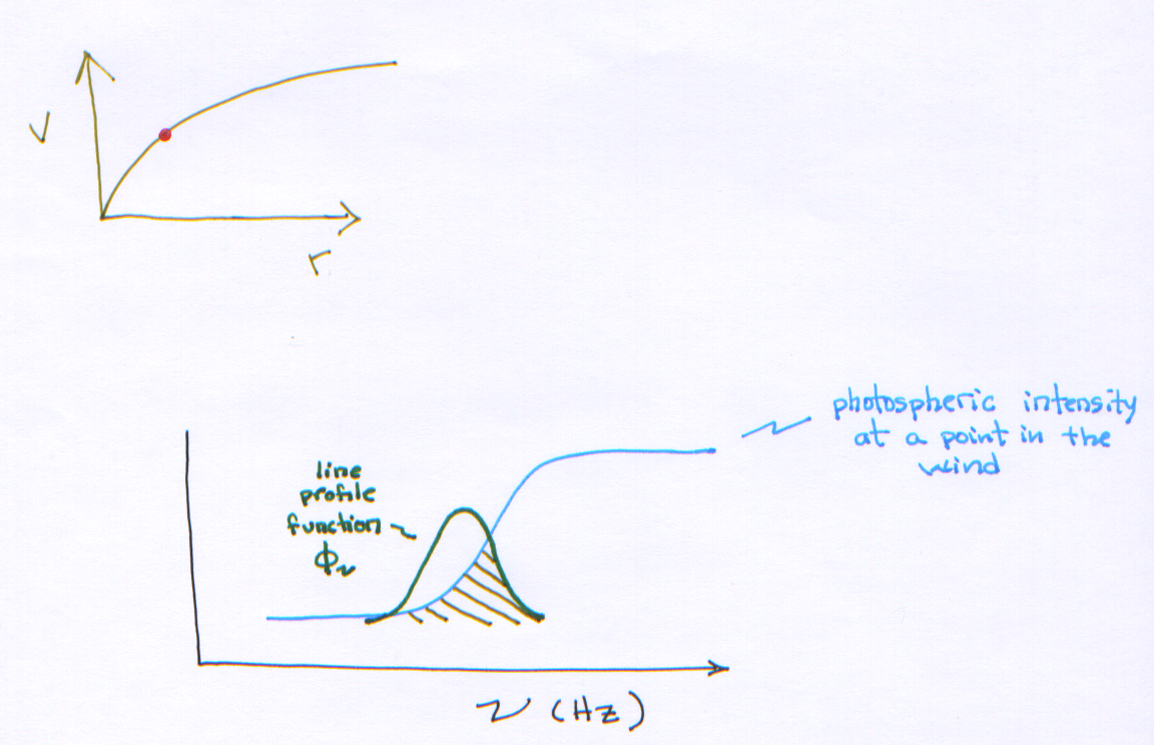 V
r
photospheric intensity
at a point in the
wind
line
profile
function
ϕν
ν (Hz)